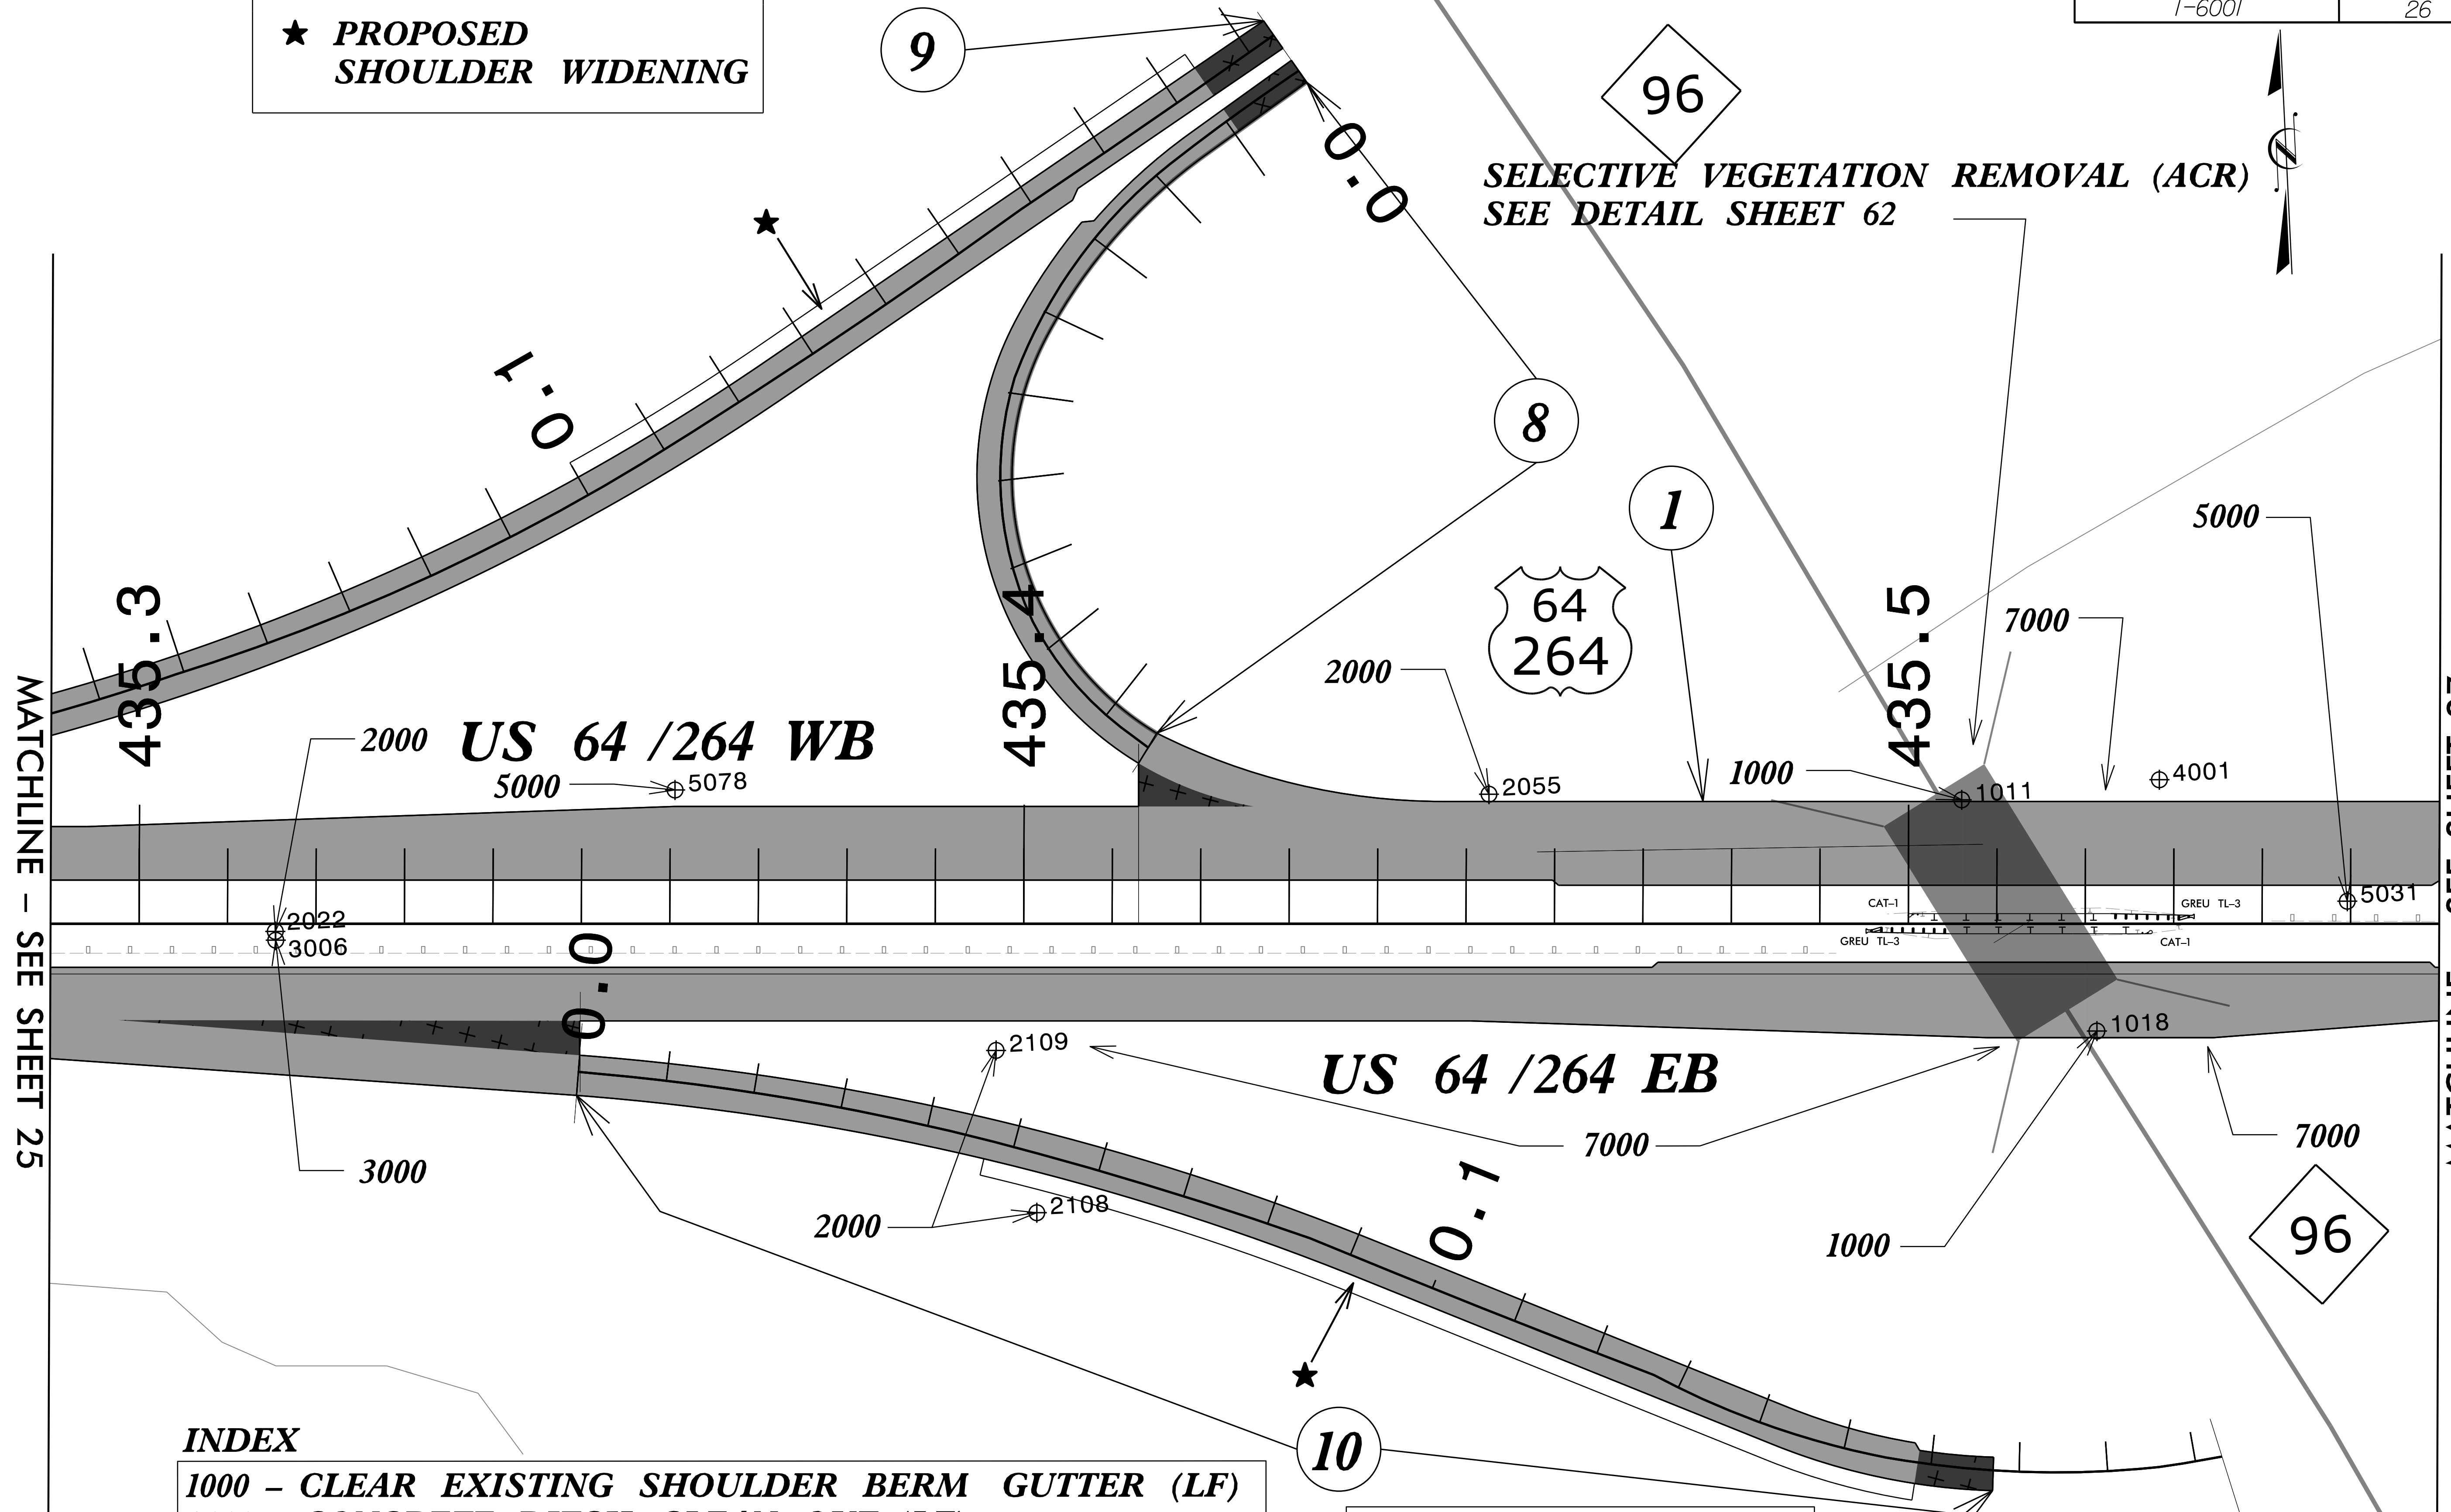 ★ PROPOSED
SHOULDER WIDENING
I-6001
26
9
96
0.0
SELECTIVE VEGETATION REMOVAL (ACR)
SEE DETAIL SHEET 62
0.1
8
1
5000
64
264
7000
435.3
435.4
435.5
2000
2000
US 64/264 WB
5000
5078
2055
1000
1011
4001
MATCHLINE – SEE SHEET 25
2022
3006
CAT-1
GREU TL-3
5031
GREU TL-3
CAT-1
0.0
2109
1018
US 64/264 EB
7000
7000
3000
0.1
2108
2000
1000
96
10
INDEX
1000 – CLEAR EXISTING SHOULDER BERM GUTTER (LF)